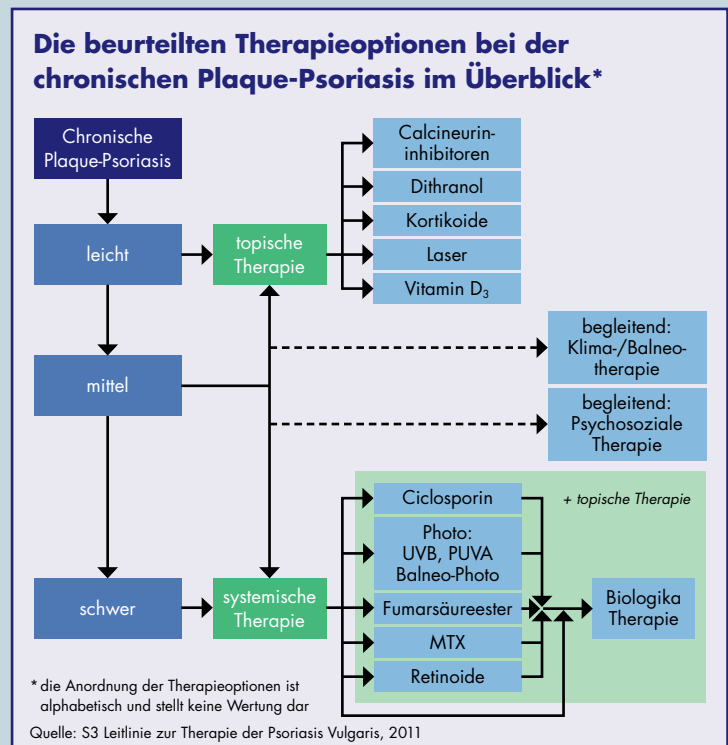 Die beurteilten Therapieoptionen bei der
chronischen Plaque-Psoriasis im Überblick*
Chronische
Plaque-Psoriasis
leicht
topische
Therapie
Calcineurin-
inhibitoren
Dithranol
Kortikoide
Laser
Vitamin D₃
mittel
begleitend:
Klima-/Balneo-
therapie
begleitend:
Psychosoziale
Therapie
schwer
systemische
Therapie
+ topische Therapie
Ciclosporin
Photo:
UVB, PUVA
Balneo-Photo
Fumarsäureester
MTX
Retinoide
Biologika
Therapie
* die Anordnung der Therapieoptionen ist
alphabetisch und stellt keine Wertung dar
Quelle: S3 Leitlinie zur Therapie der Psoriasis Vulgaris, 2011